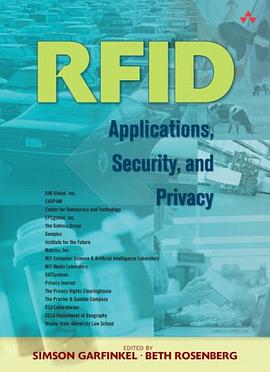 RFID
Applications,
Security, and
Privacy
AIM Global, Inc.
CASPIAN
Center for Democracy and Technology
EPCglobal, Inc.
The Galecia Group
Gemplus
Institute for the Future
Matrics, Inc.
MIT Computer Science & Artificial Intelligence Laboratory
MIT Media Laboratory
OATSystems
Privacy Journal
The Privacy Rights Clearinghouse
The Procter & Gamble Company
RSA Laboratories
UCLA Department of Geography
Wayne State University Law School
EDITED BY
SIMSON GARFINKEL · BETH ROSENBERG